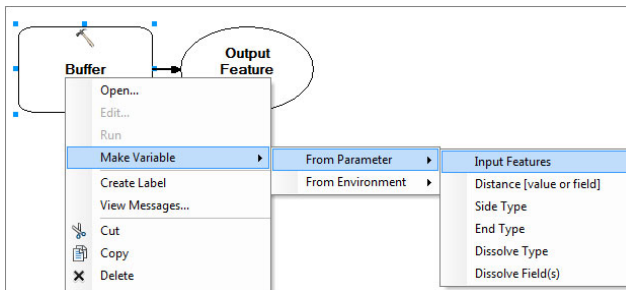 Buffer
Output
Feature
Open...
Edit...
Run
Make Variable
Create Label
View Messages...
Cut
Copy
Delete
From Parameter
From Environment
Input Features
Distance [value or field]
Side Type
End Type
Dissolve Type
Dissolve Field(s)